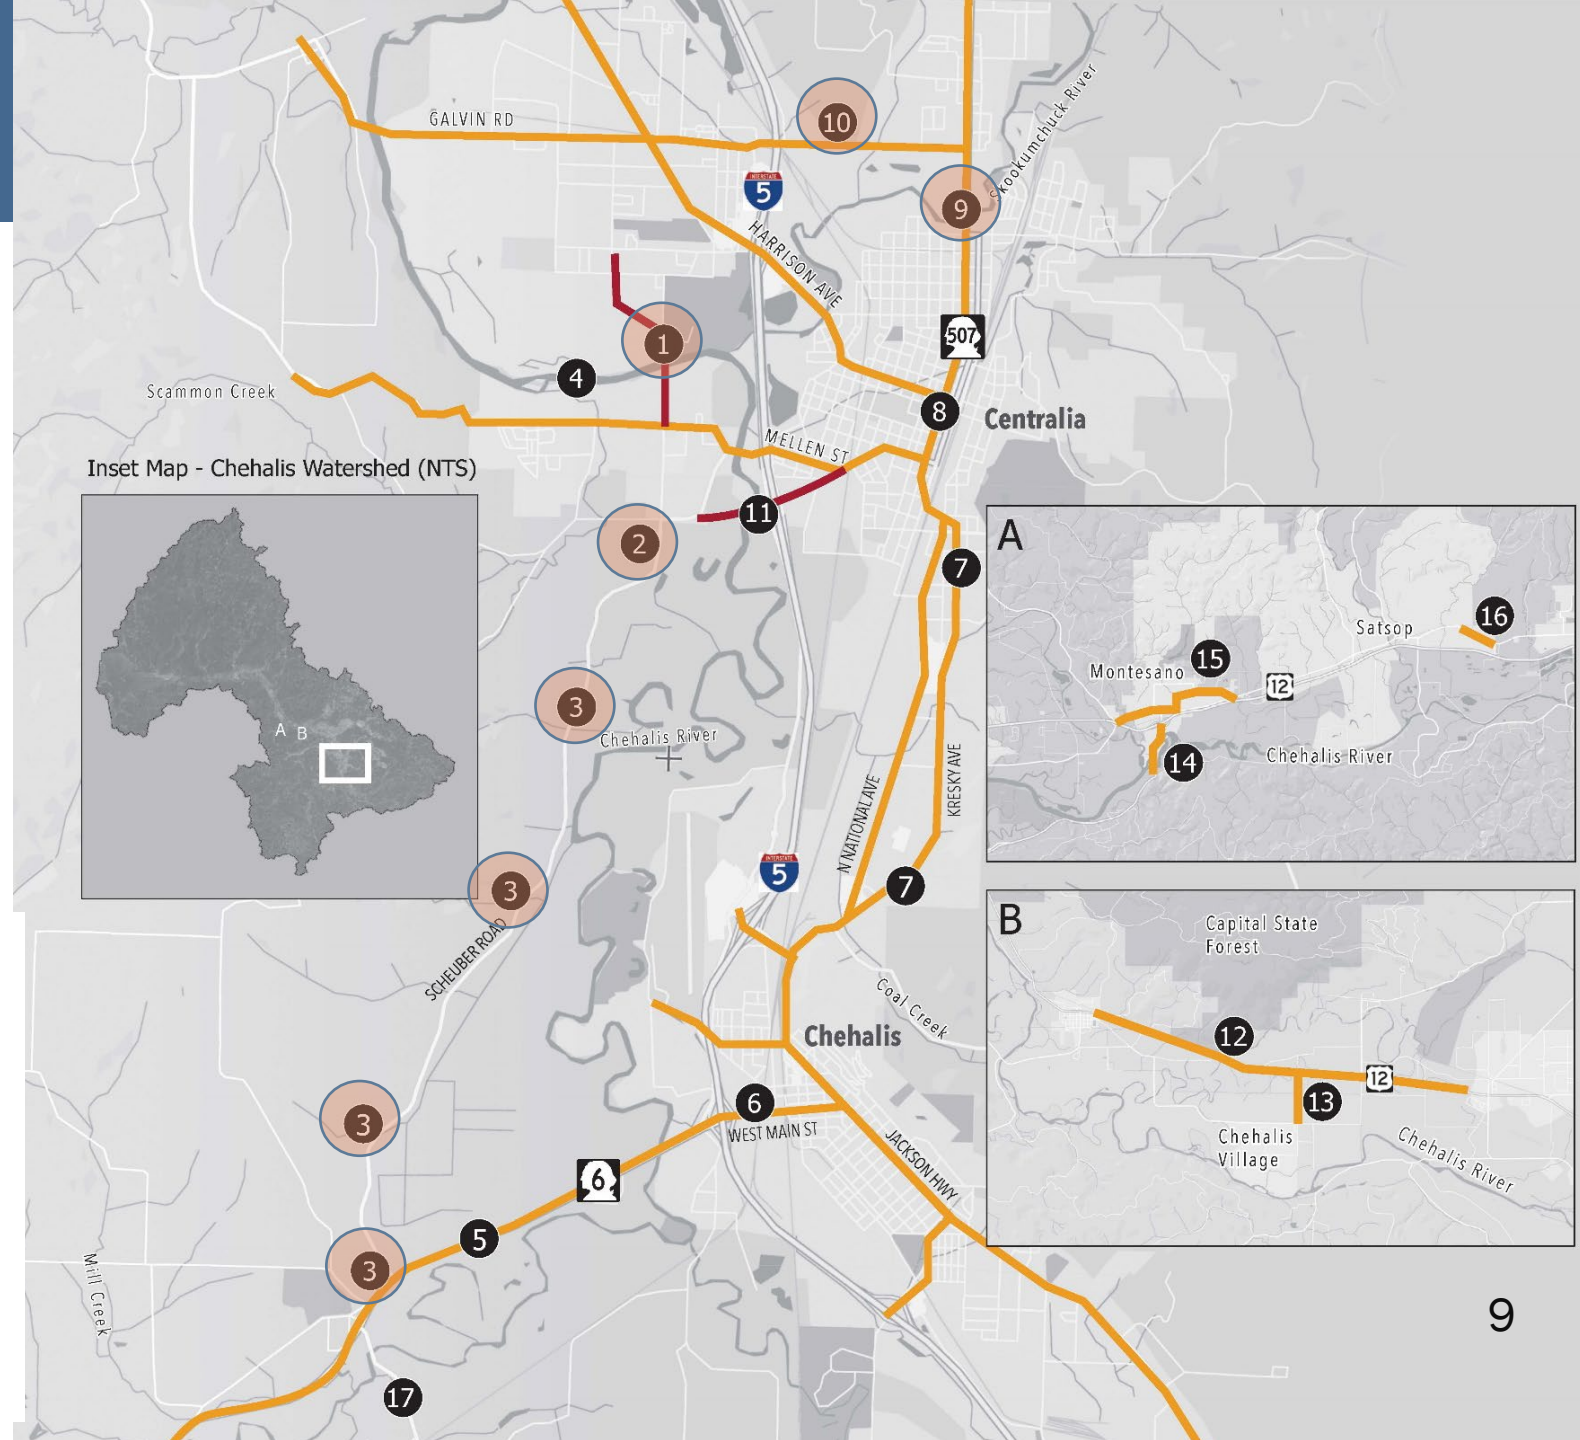 GALVIN RD
10
Skookumchuck River
INTERSTATE
5
9
HARRISON AVE
1
507
4
Scammon Creek
8
Centralia
MELLEN ST
Inset Map - Chehalis Watershed (NTS)
11
2
7
A
B
3
Chehalis River
N NATIONAL AVE
KRESKY AVE
INTERSTATE
5
7
3
SCHEUBER ROAD
Coal Creek
Chehalis
3
6
WEST MAIN ST
JACKSON HWY
6
5
3
Mill Creek
17
A
16
Satsop
15
Montesano
12
14
Chehalis River
B
Capital State
Forest
12
12
13
Chehalis
Village
Chehalis River
9